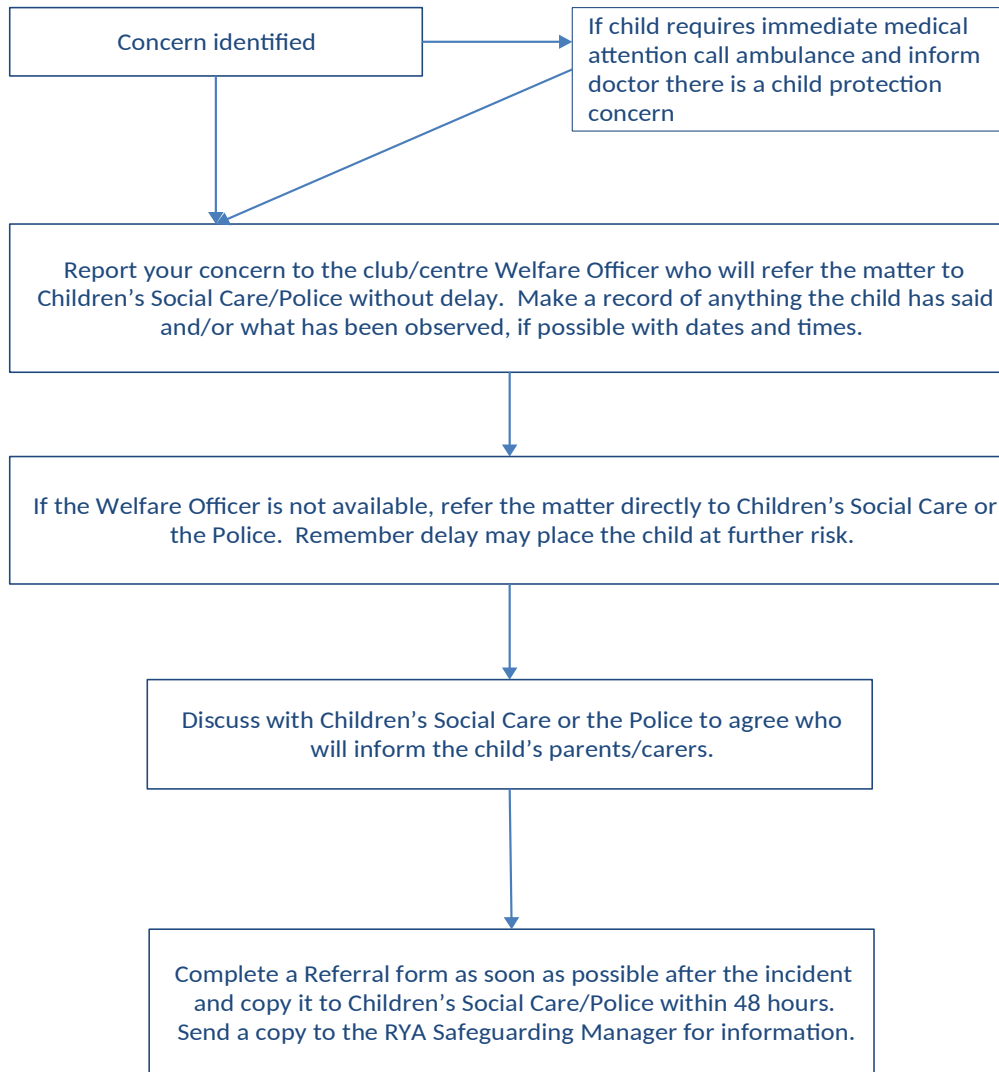 Concern identified
If child requires immediate medical
attention call ambulance and inform
doctor there is a child protection
concern
Report your concern to the club/centre Welfare Officer who will refer the matter to
Children’s Social Care/Police without delay.  Make a record of anything the child has said
and/or what has been observed, if possible with dates and times.
If the Welfare Officer is not available, refer the matter directly to Children’s Social Care or
the Police.  Remember delay may place the child at further risk.
Discuss with Children’s Social Care or the Police to agree who
will inform the child’s parents/carers.
Complete a Referral form as soon as possible after the incident
and copy it to Children’s Social Care/Police within 48 hours.
Send a copy to the RYA Safeguarding Manager for information.